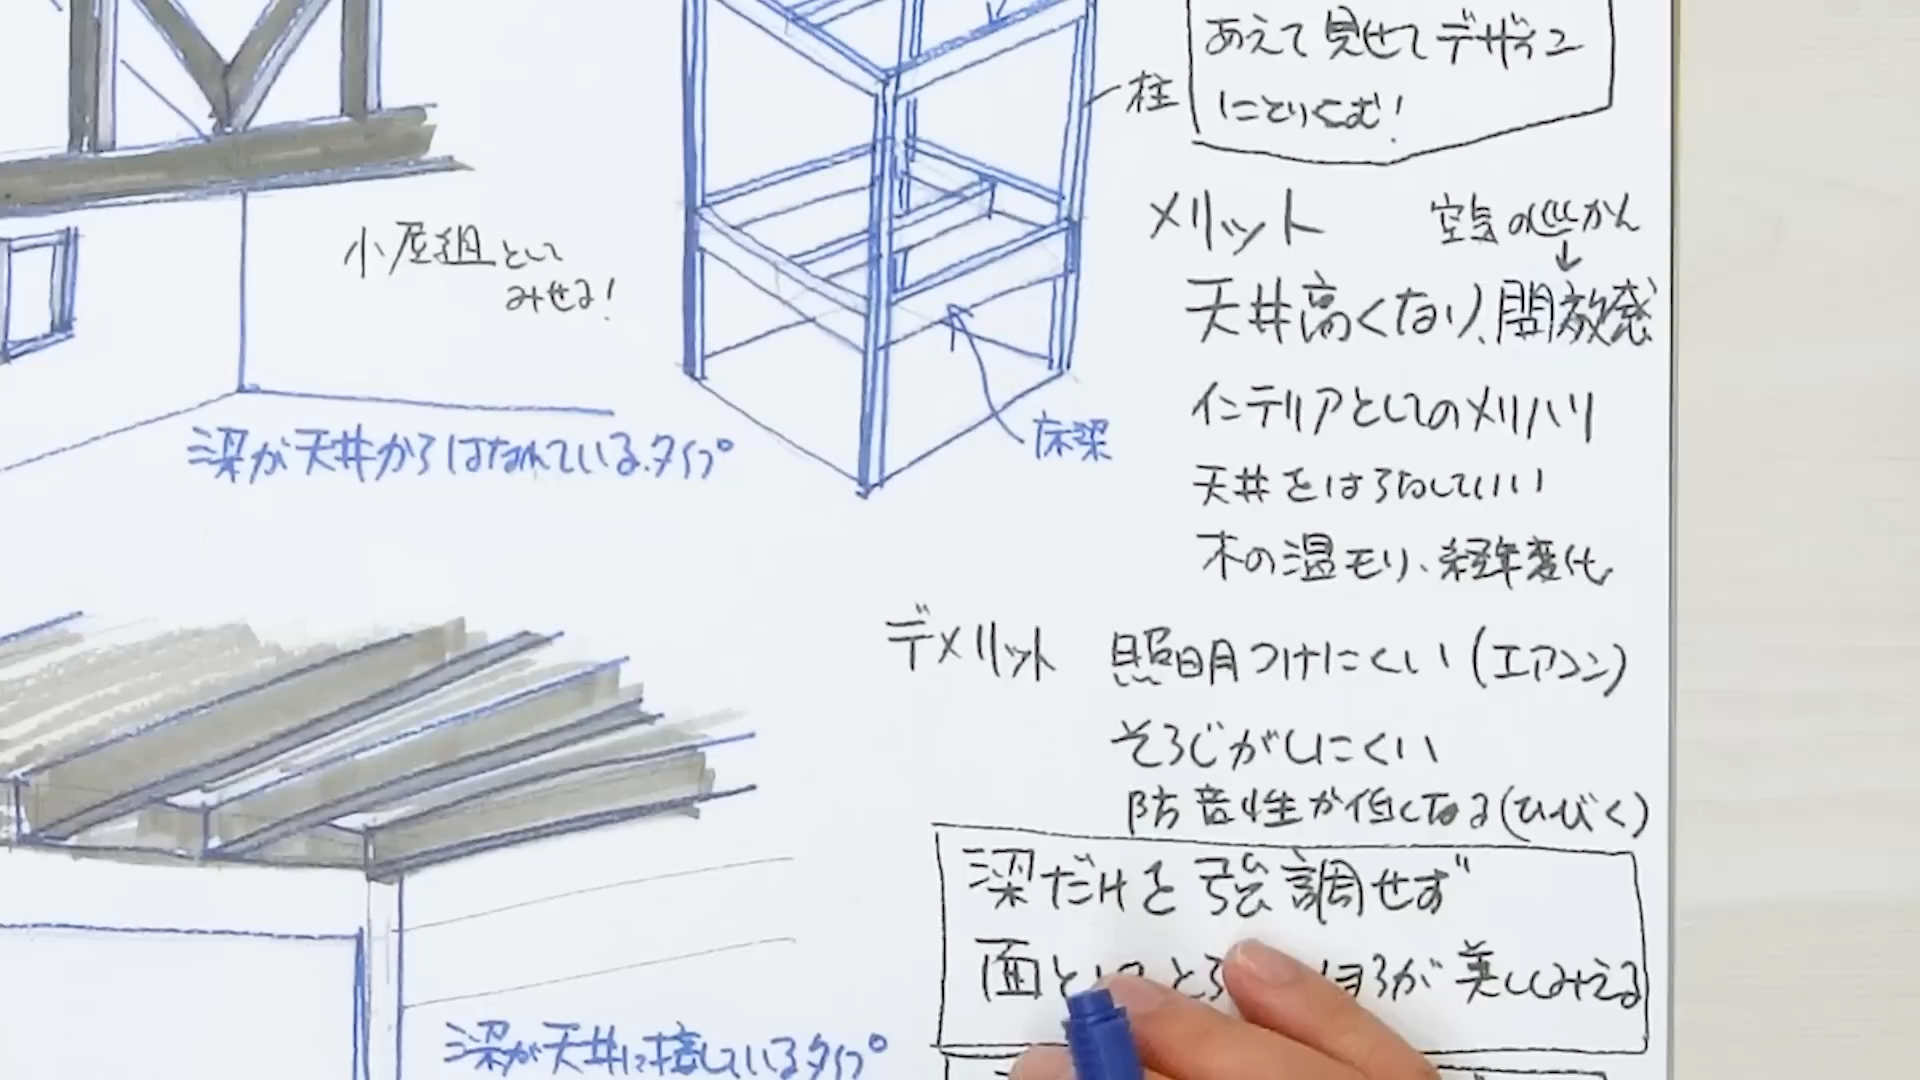 あえて見せてデザイン
にとりくむ!
柱
小屋組として
みせる!
梁が天井からはなれているタイプ
床梁
メリット
空気の
かん
天井高くなり、開放感
インテリアとしてのメリハリ
天井をはらなしていい
木の温モリ、経年変化
デメリット
照明つけにくい(エアコン)
そうじがしにくい
防音性が低くなる(ひびく)
梁だけを強調せず
面と
ほうが美しくみえる
梁が天井に接しているタイプ